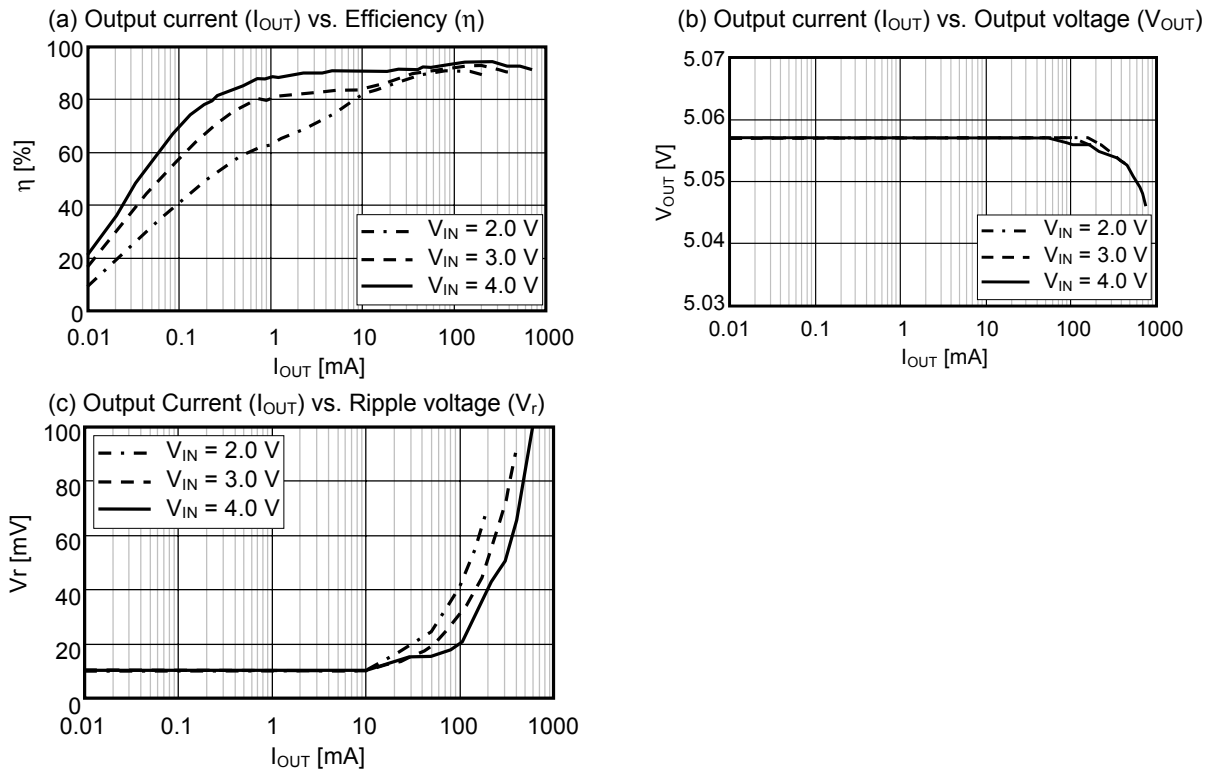 (a) Output current (IOUT) vs. Efficiency (η)
100
80
60
40
20
0
η [%]
0.01 0.1 1 10 100 1000
IOUT [mA]
VIN = 2.0 V
VIN = 3.0 V
VIN = 4.0 V
(b) Output current (IOUT) vs. Output voltage (VOUT)
5.07
5.06
5.05
5.04
5.03
VOUT [V]
0.01 0.1 1 10 100 1000
IOUT [mA]
VIN = 2.0 V
VIN = 3.0 V
VIN = 4.0 V
(c) Output Current (IOUT) vs. Ripple voltage (Vr)
100
80
60
40
20
0
Vr [mV]
0.01 0.1 1 10 100 1000
IOUT [mA]
VIN = 2.0 V
VIN = 3.0 V
VIN = 4.0 V